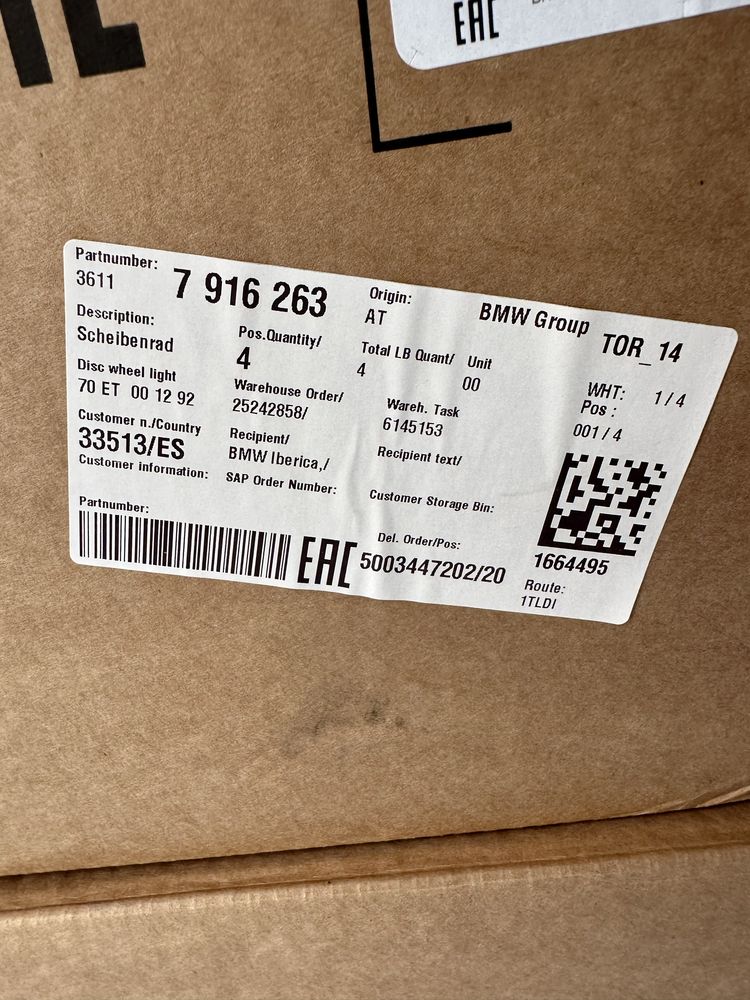 EAC
Partnumber:
3611 7 916 263
Origin:
AT
BMW Group
TOR_14
Description:
Scheibenrad
Pos.Quantity/
4
Total LB Quant/
4
Unit
00
WHT: 1/4
Pos :
001/4
Disc wheel light
70 ET 00 12 92
Warehouse Order/
25242858/
Wareh. Task
6145153
Customer n./Country
33513/ES
Recipient/
BMW Iberica,/
Recipient text/
Customer information:
SAP Order Number:
Customer Storage Bin:
Partnumber:
EAC
Del. Order/Pos:
5003447202/20
1664495
Route:
1TLDI